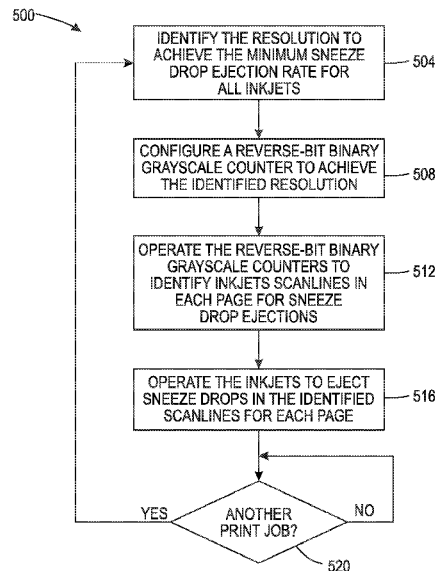 500
IDENTIFY THE RESOLUTION TO
ACHIEVE THE MINIMUM SNEEZE
DROP EJECTION RATE FOR
ALL INKJETS
504
CONFIGURE A REVERSE-BIT BINARY
GRAYSCALE COUNTER TO ACHIEVE
THE IDENTIFIED RESOLUTION
508
OPERATE THE REVERSE-BIT BINARY
GRAYSCALE COUNTERS TO
IDENTIFY INKJETS SCANLINES IN
EACH PAGE FOR SNEEZE
DROP EJECTIONS
512
OPERATE THE INKJETS TO EJECT
SNEEZE DROPS IN THE IDENTIFIED
SCANLINES FOR EACH PAGE
516
YES
ANOTHER
PRINT JOB?
NO
520